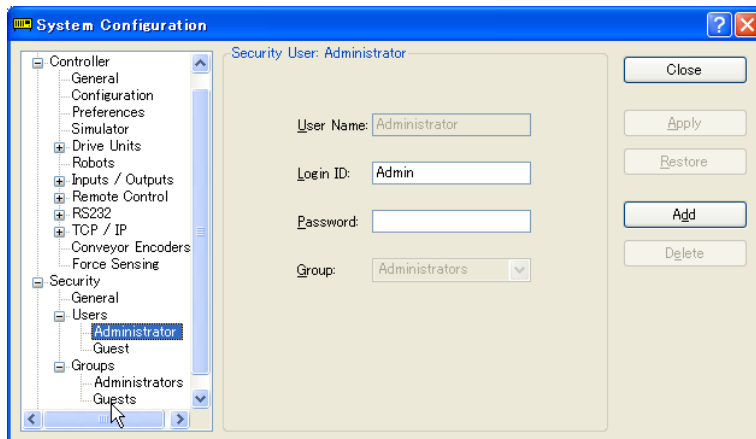 System Configuration
Controller
General
Configuration
Preferences
Simulator
Drive Units
Robots
Inputs / Outputs
Remote Control
RS232
TCP / IP
Conveyor Encoders
Force Sensing
Security
General
Users
Administrator
Guest
Groups
Administrators
Guests
Security User: Administrator
User Name: Administrator
Login ID: Admin
Password:
Group: Administrators
Close
Apply
Restore
Add
Delete